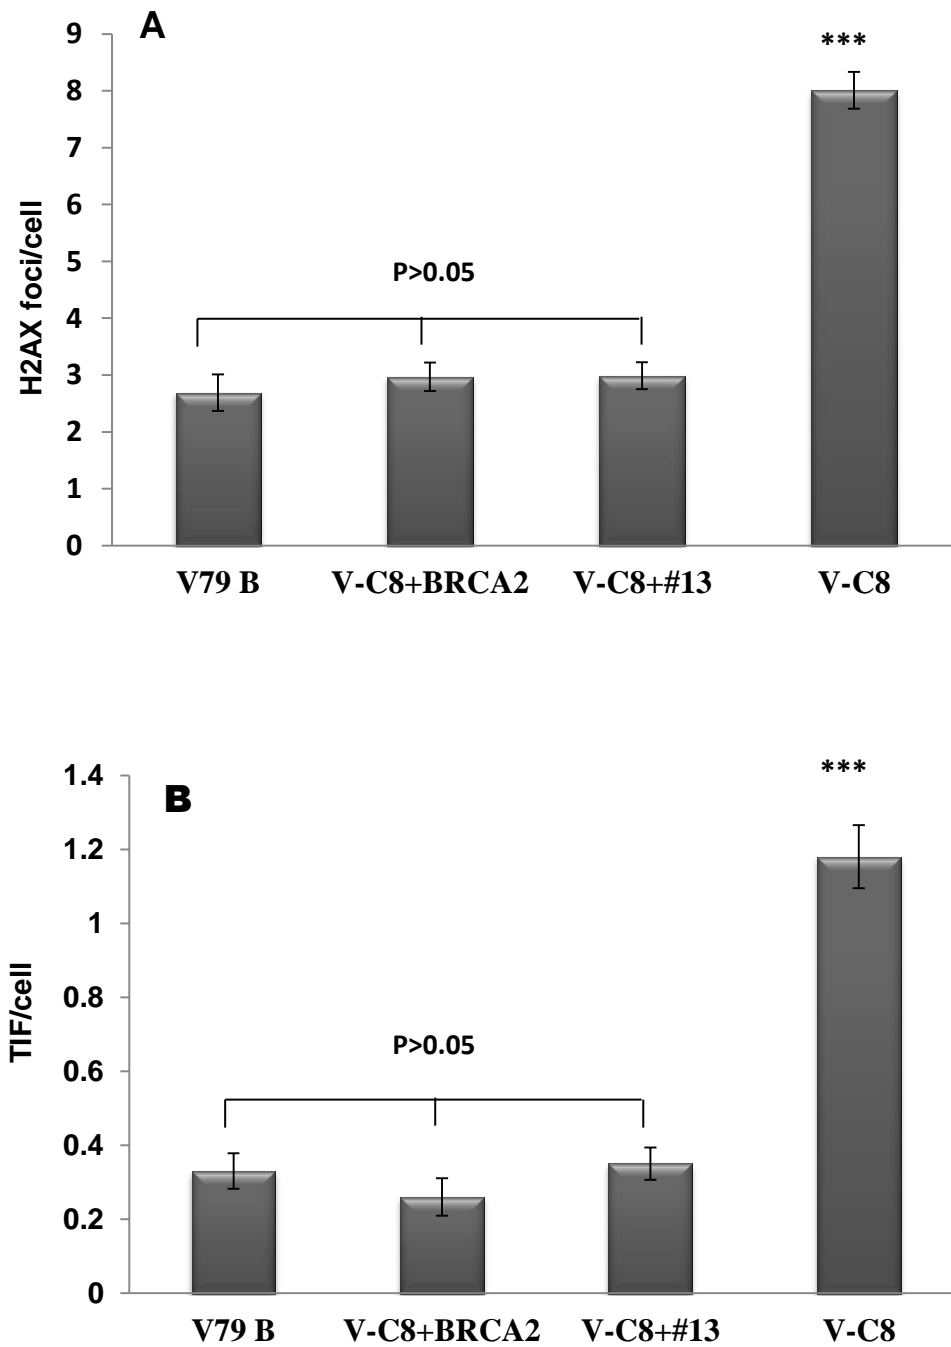 A
***
9
8
7
6
5
4
3
2
1
0
H2AX foci/cell
P>0.05
V79 B V-C8+BRCA2 V-C8+#13 V-C8
B
***
1.4
1.2
1
0.8
0.6
0.4
0.2
0
TIF/cell
P>0.05
V79 B V-C8+BRCA2 V-C8+#13 V-C8